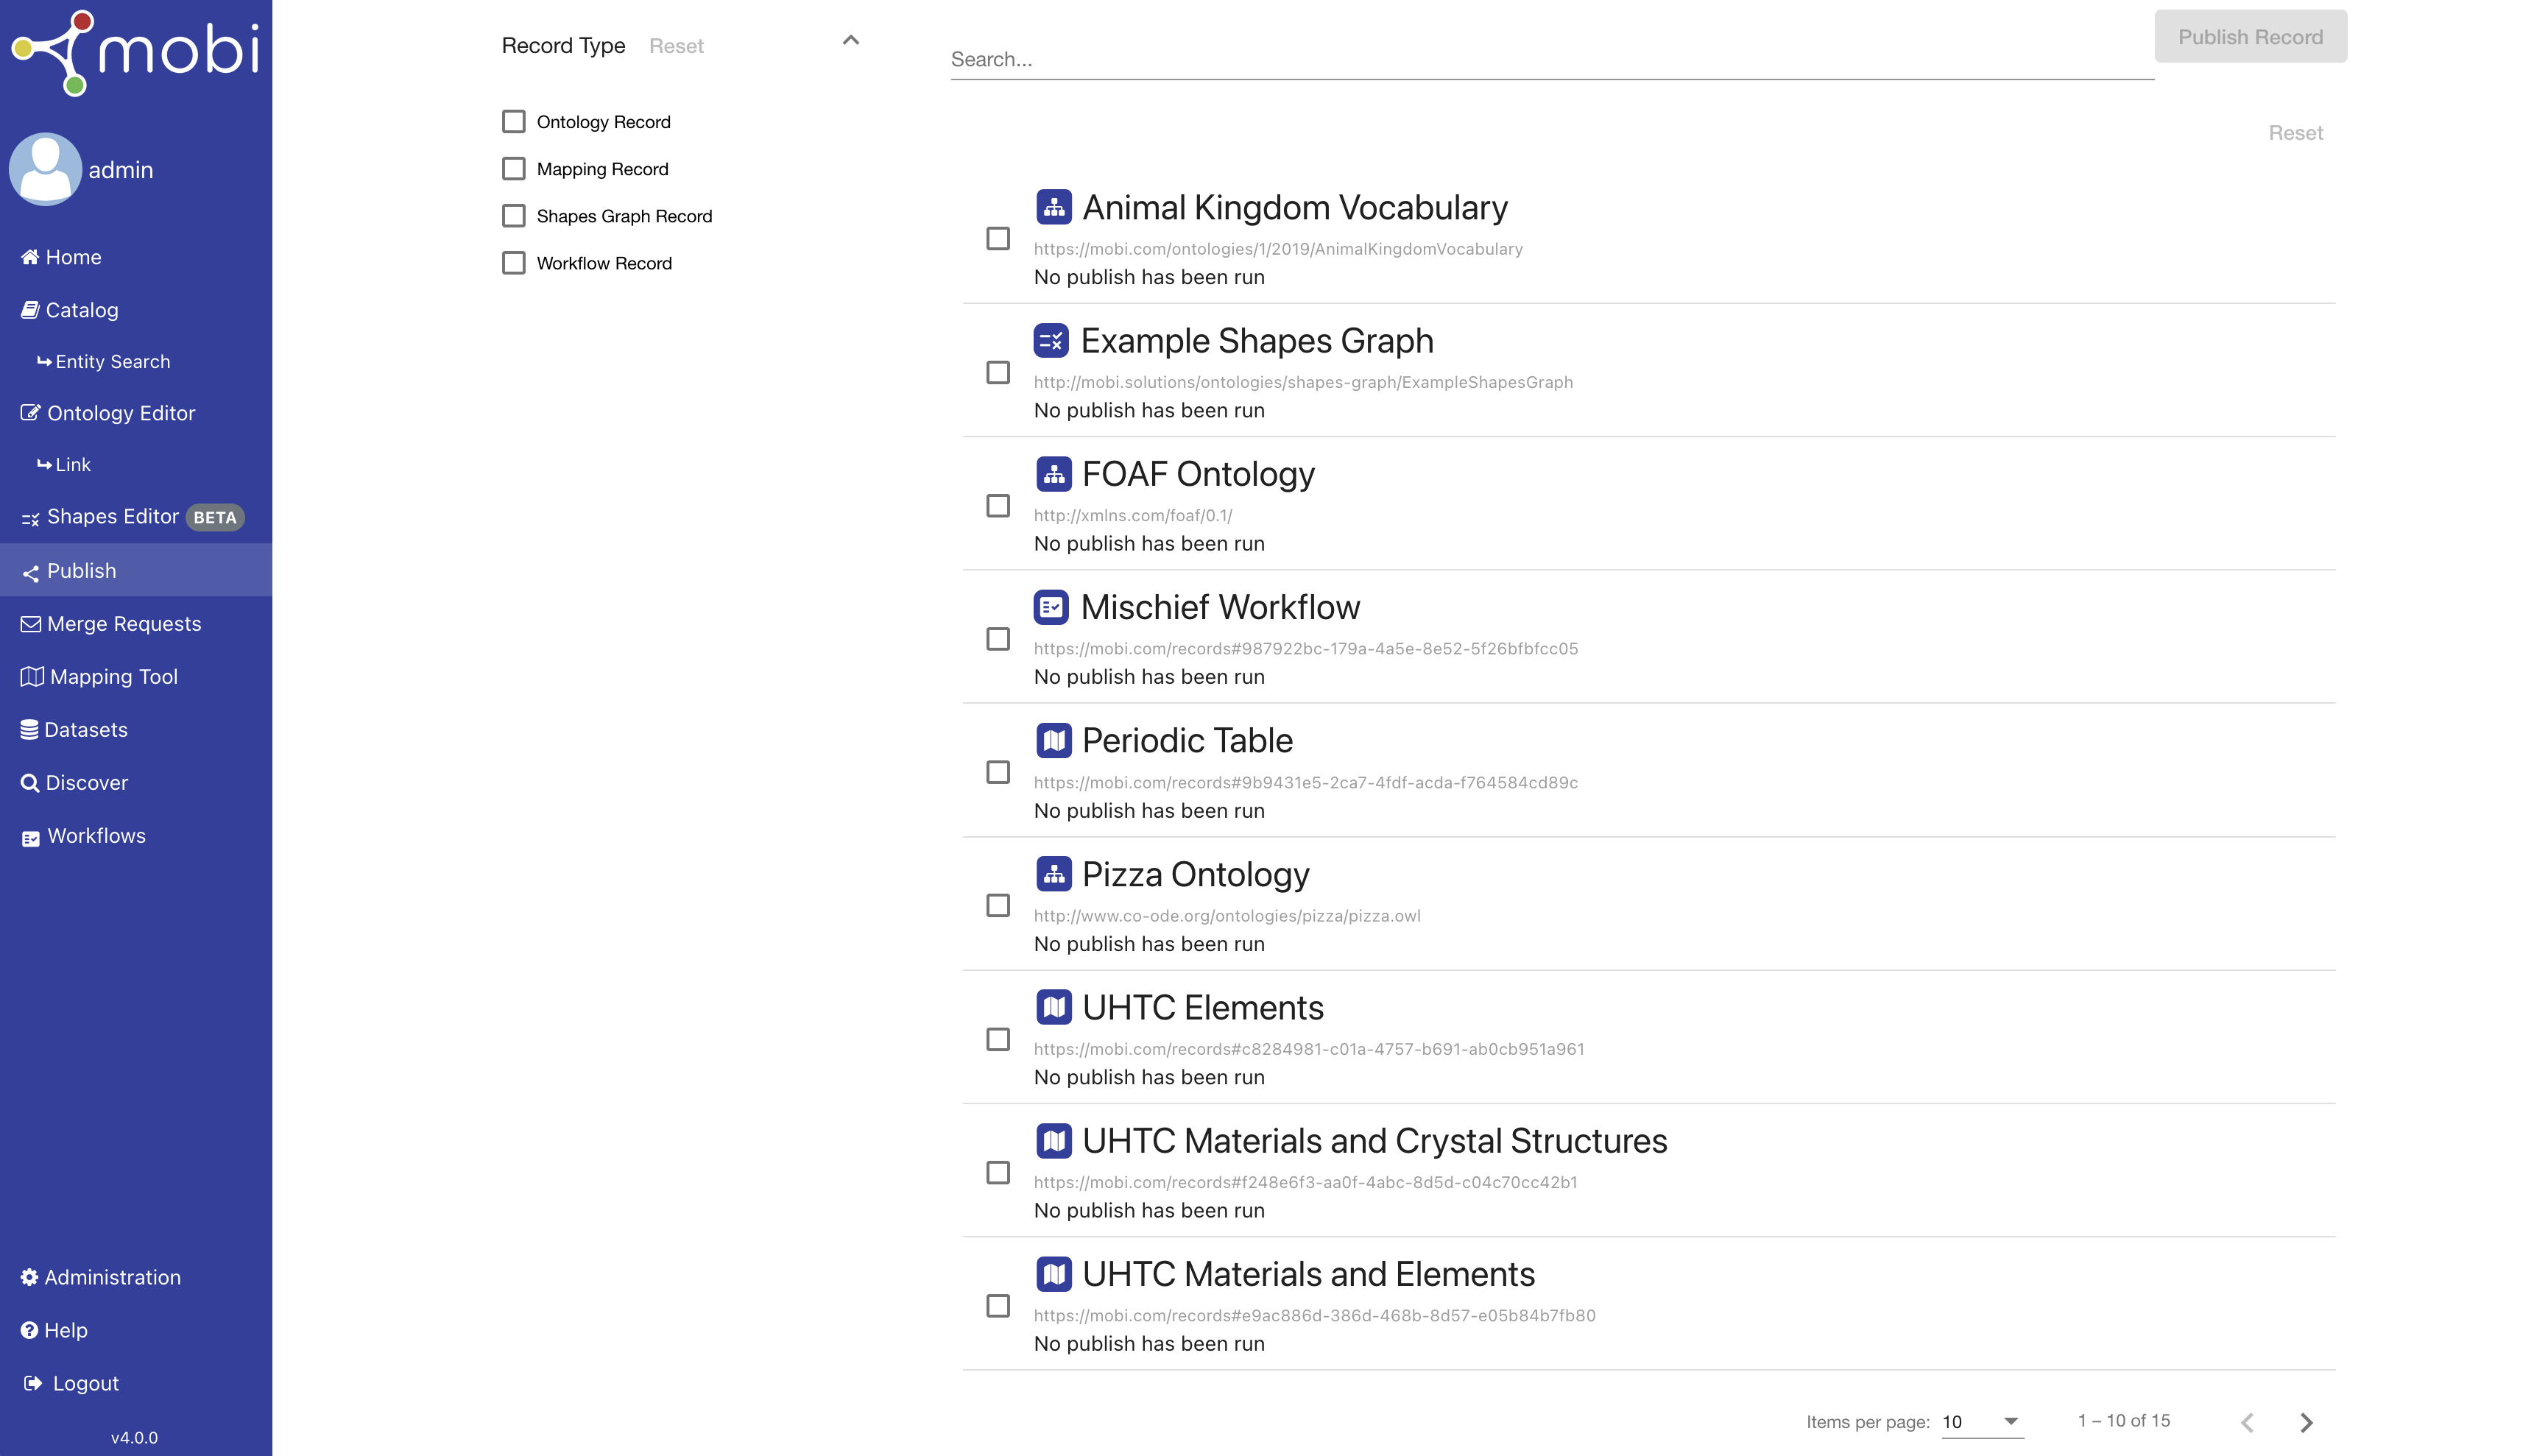 mobi
admin
Home
Catalog
Entity Search
Ontology Editor
Link
Shapes Editor BETA
Publish
Merge Requests
Mapping Tool
Datasets
Discover
Workflows
Administration
Help
Logout
v4.0.0
Record Type Reset
Ontology Record
Mapping Record
Shapes Graph Record
Workflow Record
Search...
Publish Record
Reset
Animal Kingdom Vocabulary
https://mobi.com/ontologies/1/2019/AnimalKingdomVocabulary
No publish has been run
Example Shapes Graph
http://mobi.solutions/ontologies/shapes-graph/ExampleShapesGraph
No publish has been run
FOAF Ontology
http://xmlns.com/foaf/0.1/
No publish has been run
Mischief Workflow
https://mobi.com/records#987922bc-179a-4a5e-8e52-5f26bfbfcc05
No publish has been run
Periodic Table
https://mobi.com/records#9b9431e5-2ca7-4fdf-acda-f764584cd89c
No publish has been run
Pizza Ontology
http://www.co-ode.org/ontologies/pizza/pizza.owl
No publish has been run
UHTC Elements
https://mobi.com/records#c8284981-c01a-4757-b691-ab0cb951a961
No publish has been run
UHTC Materials and Crystal Structures
https://mobi.com/records#f248e6f3-aa0f-4abc-8d5d-c04c70cc42b1
No publish has been run
UHTC Materials and Elements
https://mobi.com/records#e9ac886d-386d-468b-8d57-e05b84b7fb80
No publish has been run
Items per page: 10 1 – 10 of 15